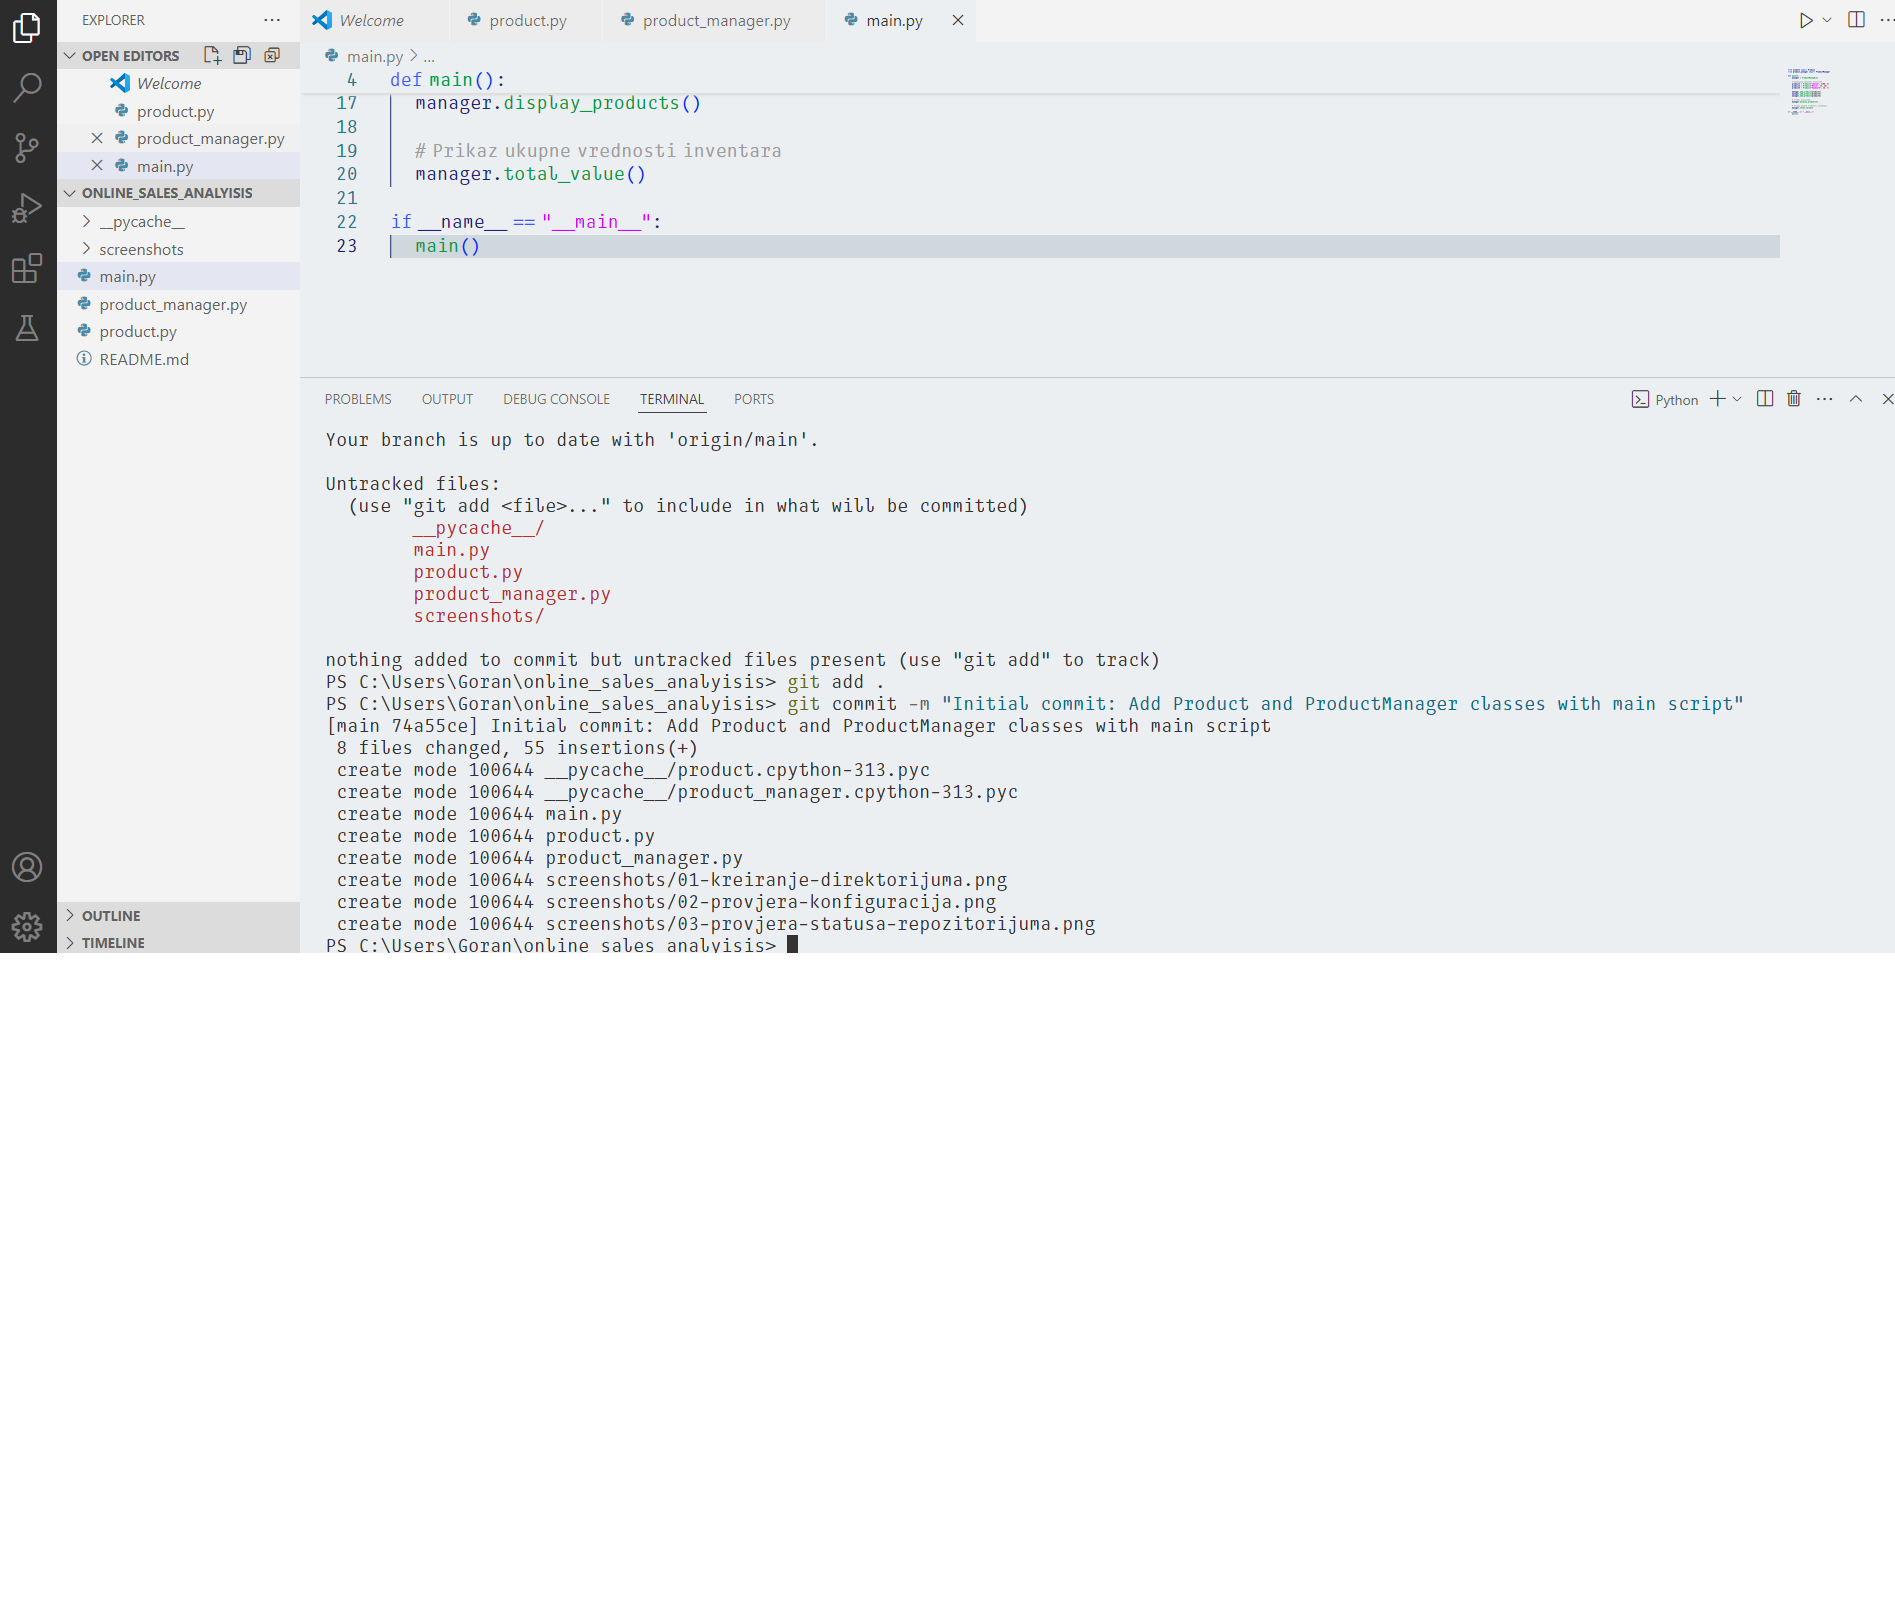 EXPLORER
OPEN EDITORS
Welcome
product.py
product_manager.py
main.py
ONLINE_SALES_ANALYISIS
__pycache__
screenshots
main.py
product_manager.py
product.py
README.md
OUTLINE
TIMELINE
Welcome product.py product_manager.py main.py
main.py > ...
4 def main():
17 manager.display_products()
18
19 # Prikaz ukupne vrednosti inventara
20 manager.total_value()
21
22 if __name__ == "__main__":
23 main()
PROBLEMS OUTPUT DEBUG CONSOLE TERMINAL PORTS
Python
Your branch is up to date with 'origin/main'.
Untracked files:
(use "git add <file>..." to include in what will be committed)
__pycache__/
main.py
product.py
product_manager.py
screenshots/
nothing added to commit but untracked files present (use "git add" to track)
PS C:\Users\Goran\online_sales_analyisis> git add .
PS C:\Users\Goran\online_sales_analyisis> git commit -m "Initial commit: Add Product and ProductManager classes with main script"
[main 74a55ce] Initial commit: Add Product and ProductManager classes with main script
8 files changed, 55 insertions(+)
create mode 100644 __pycache__/product.cpython-313.pyc
create mode 100644 __pycache__/product_manager.cpython-313.pyc
create mode 100644 main.py
create mode 100644 product.py
create mode 100644 product_manager.py
create mode 100644 screenshots/01-kreiranje-direktorijuma.png
create mode 100644 screenshots/02-provjera-konfiguracija.png
create mode 100644 screenshots/03-provjera-statusa-repozitorijuma.png
PS C:\Users\Goran\online_sales_analyisis>